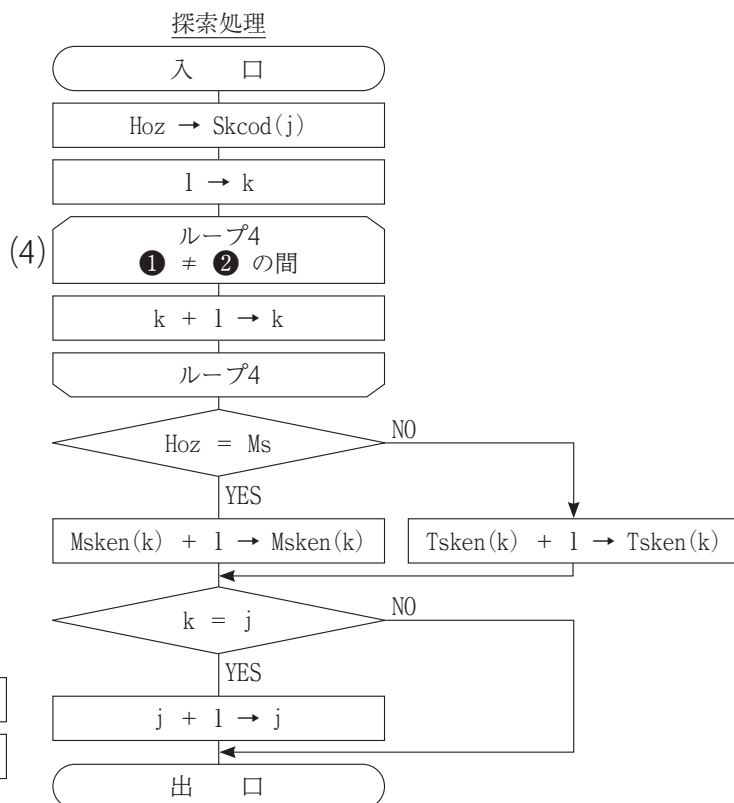 探索処理
入 口
Hoz → Skcod(j)
1 → k
(4)
ループ4
❶ ≠ ❷ の間
k + 1 → k
ループ4
Hoz = Ms
NO
YES
Msken(k) + 1 → Msken(k)
Tsken(k) + 1 → Tsken(k)
k = j
NO
YES
j + 1 → j
出 口